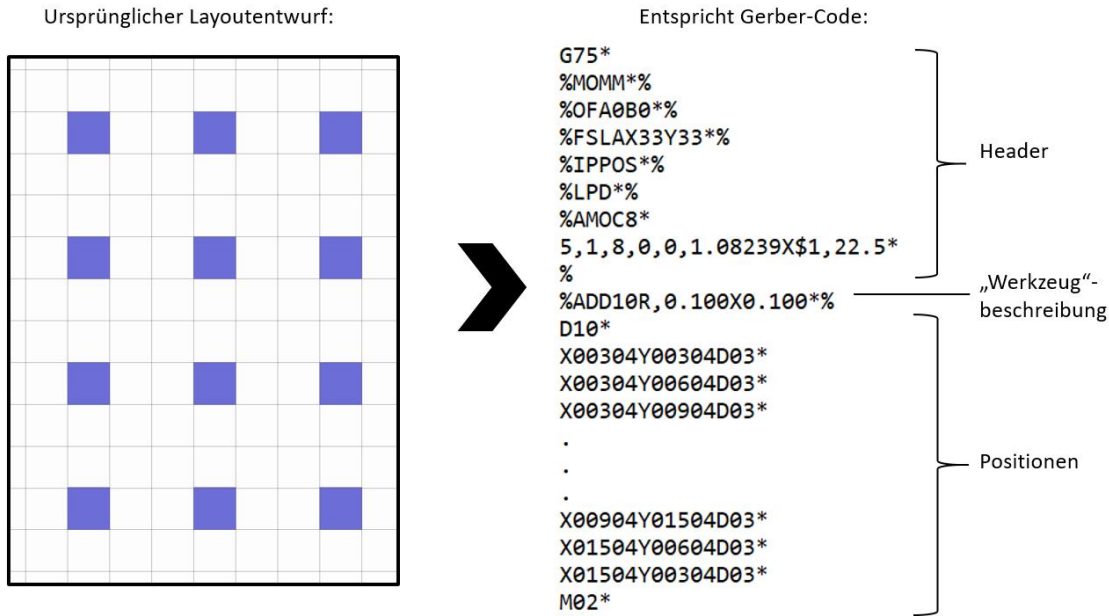 Ursprünglicher Layoutentwurf:
Entspricht Gerber-Code:
G75*
%MOMM*%
%OFA0B0*%
%FSLAX33Y33*%
%IPPOS*%
%LPD*%
%AMOC8*
5,1,8,0,0,1.08239X$1,22.5*
%
%ADD10R,0.100X0.100*%
D10*
X00304Y00304D03*
X00304Y00604D03*
X00304Y00904D03*
.
.
.
X00904Y01504D03*
X01504Y00604D03*
X01504Y00304D03*
M02*
Header
„Werkzeug“-
beschreibung
Positionen